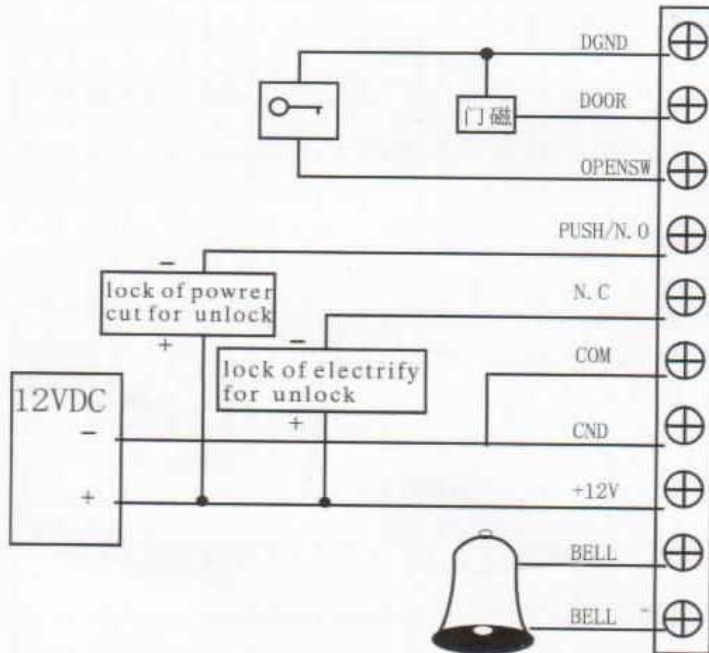 DGND
门磁
DOOR
OPENSW
PUSH/N.O
-
lock of powrer
cut for unlock
+
N.C
-
lock of electrify
for unlock
+
COM
12VDC
-
CND
+
+12V
BELL
BELL